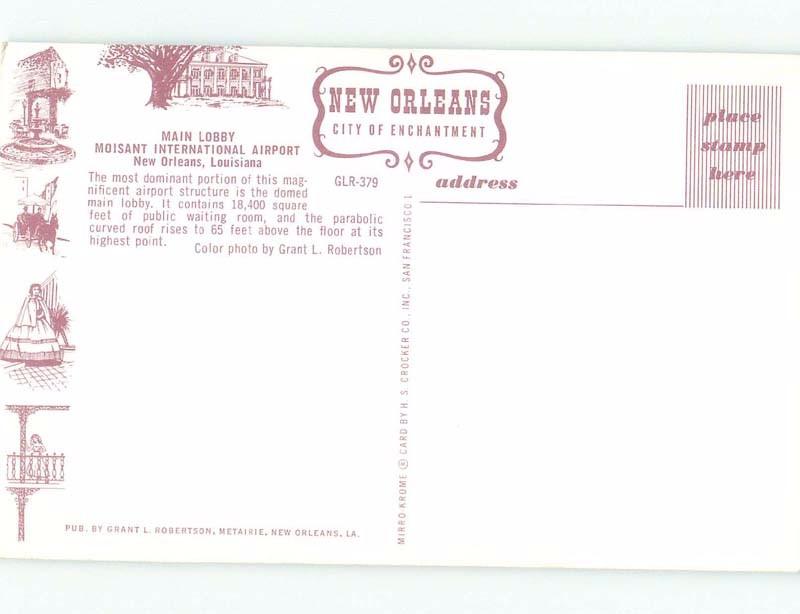 MAIN LOBBY
MOISANT INTERNATIONAL AIRPORT
New Orleans, Louisiana
The most dominant portion of this mag-
nificent airport structure is the domed
main lobby. It contains 18,400 square
feet of public waiting room, and the parabolic
curved roof rises to 65 feet above the floor at its
highest point.
Color photo by Grant L. Robertson
GLR-379
NEW ORLEANS
CITY OF ENCHANTMENT
address
place
stamp
here
MIRRO-KROME ® CARD BY H. S. CROCKER CO., INC., SAN FRANCISCO 1
PUB. BY GRANT L. ROBERTSON, METAIRIE, NEW ORLEANS, LA.